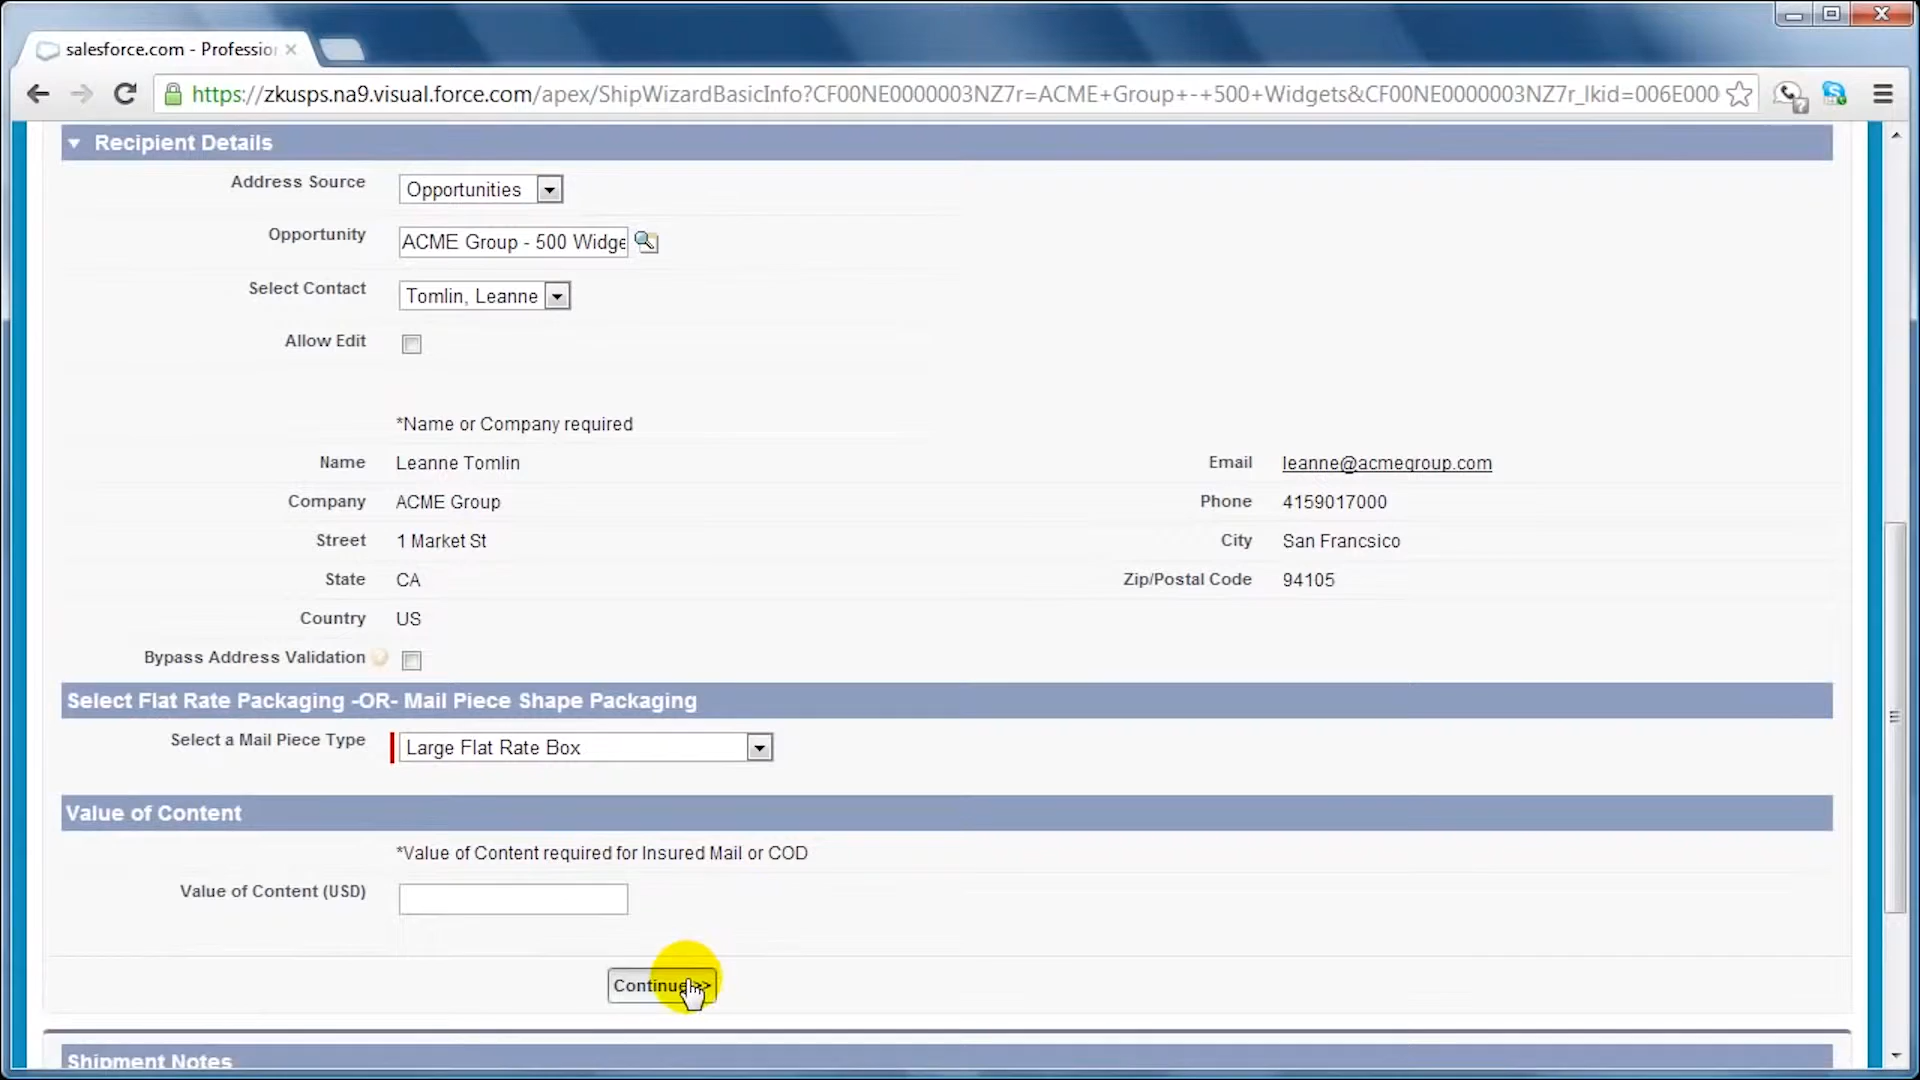 salesforce.com - Profession
https://zkusps.na9.visual.force.com/apex/ShipWizardBasicInfo?CF00NE0000003NZ7r=ACME+Group+-+500+Widgets&CF00NE0000003NZ7r_lkid=006E000
Recipient Details
Address Source Opportunities
Opportunity ACME Group - 500 Widge
Select Contact Tomlin, Leanne
Allow Edit
*Name or Company required
Name Leanne Tomlin Email leanne@acmegroup.com
Company ACME Group Phone 4159017000
Street 1 Market St City San Francsico
State CA Zip/Postal Code 94105
Country US
Bypass Address Validation
Select Flat Rate Packaging -OR- Mail Piece Shape Packaging
Select a Mail Piece Type Large Flat Rate Box
Value of Content
*Value of Content required for Insured Mail or COD
Value of Content (USD)
Continue>>
Shipment Notes